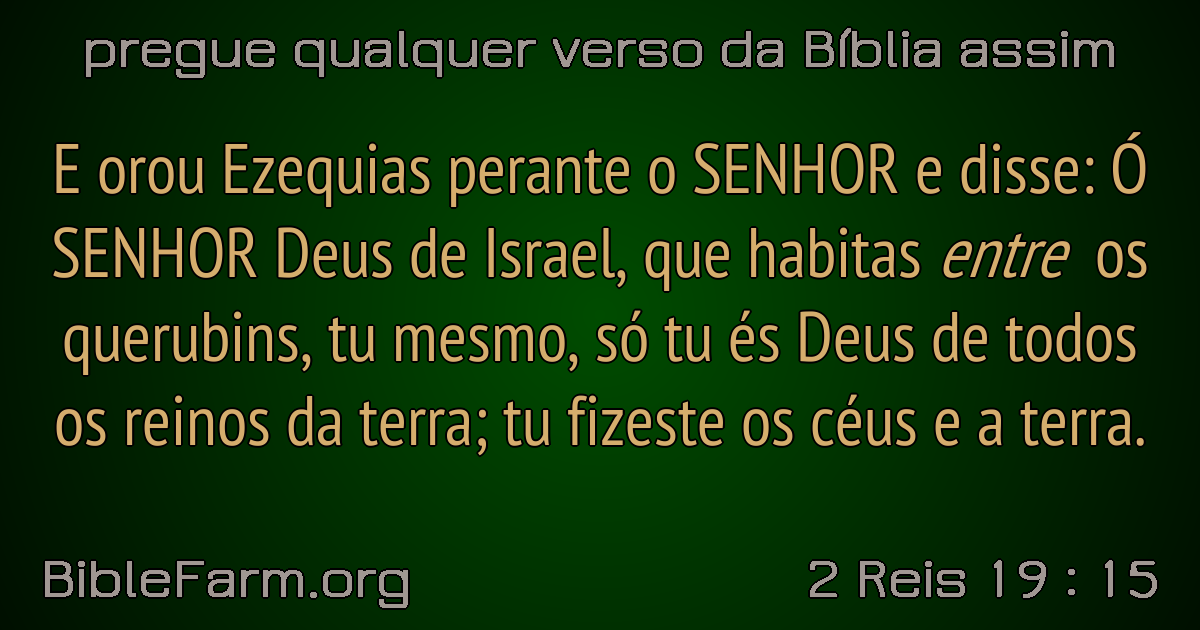 pregue qualquer verso da Bíblia assim
E orou Ezequias perante o SENHOR e disse: Ó
SENHOR Deus de Israel, que habitas entre os
querubins, tu mesmo, só tu és Deus de todos
os reinos da terra; tu fizeste os céus e a terra.
BibleFarm.org
2 Reis 19 : 15